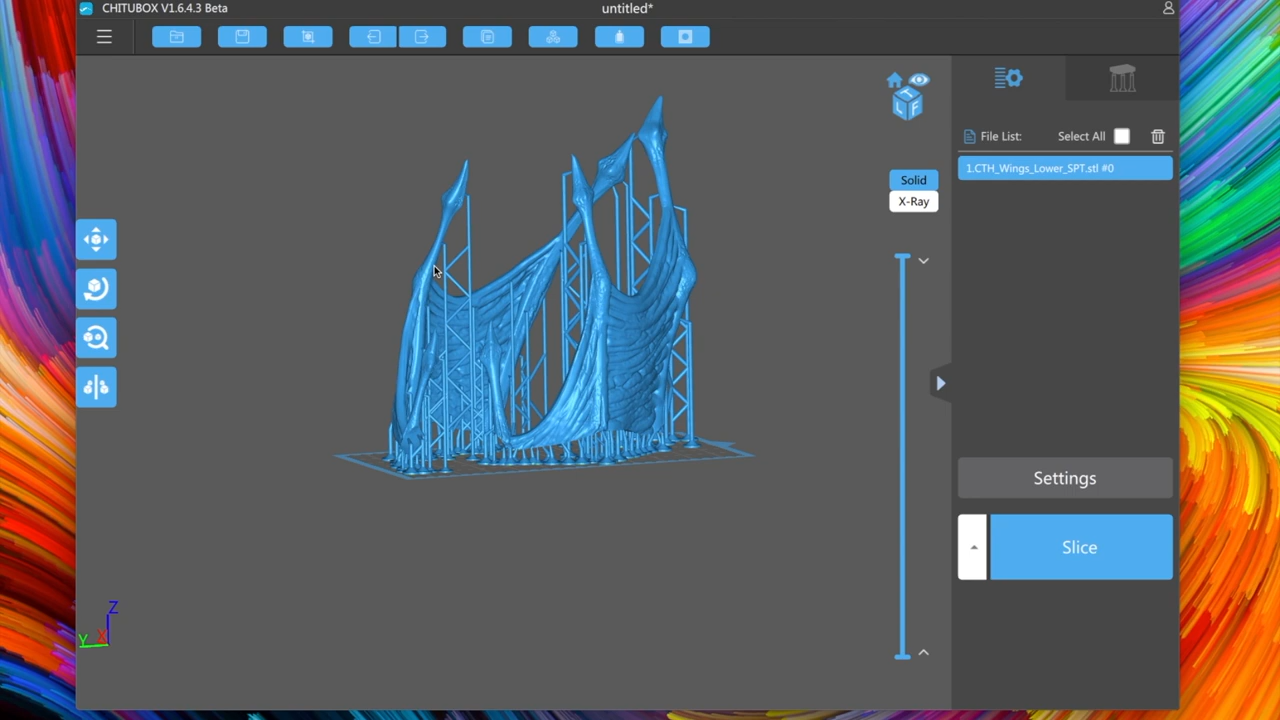 CHITUBOX V1.6.4.3 Beta
untitled*
File List:
Select All
1.CTH_Wings_Lower_SPT.stl #0
T
L F
Solid
X-Ray
Settings
Slice
Z
Y X